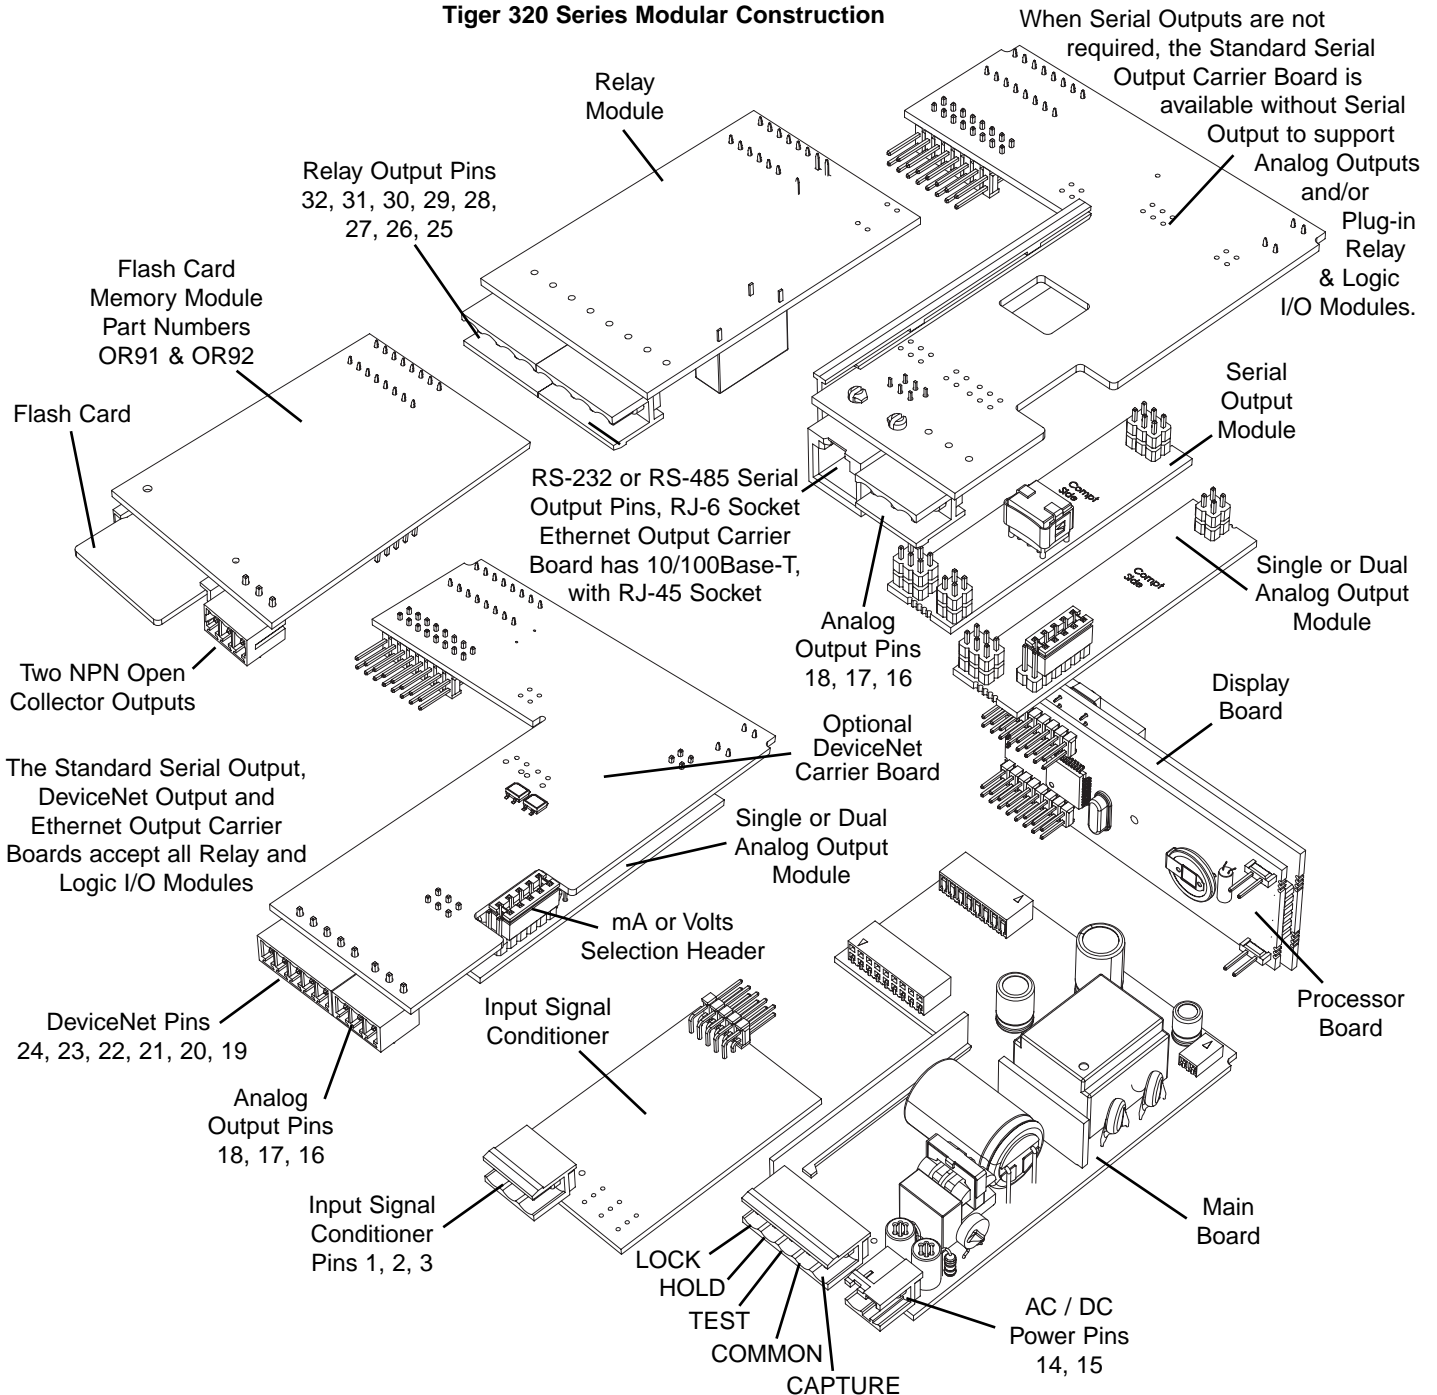 Tiger 320 Series Modular Construction
When Serial Outputs are not
required, the Standard Serial
Output Carrier Board is
available without Serial
Output to support
Analog Outputs
and/or
Plug-in
Relay
& Logic
I/O Modules.
Relay
Module
Relay Output Pins
32, 31, 30, 29, 28,
27, 26, 25
Flash Card
Memory Module
Part Numbers
OR91 & OR92
Flash Card
Serial
Output
Module
RS-232 or RS-485 Serial
Output Pins, RJ-6 Socket
Ethernet Output Carrier
Board has 10/100Base-T,
with RJ-45 Socket
Compt
Side
Compt
Side
Single or Dual
Analog Output
Module
Analog
Output Pins
18, 17, 16
Two NPN Open
Collector Outputs
Display
Board
Optional
DeviceNet
Carrier Board
The Standard Serial Output,
DeviceNet Output and
Ethernet Output Carrier
Boards accept all Relay and
Logic I/O Modules
Single or Dual
Analog Output
Module
mA or Volts
Selection Header
Processor
Board
DeviceNet Pins
24, 23, 22, 21, 20, 19
Input Signal
Conditioner
Analog
Output Pins
18, 17, 16
Input Signal
Conditioner
Pins 1, 2, 3
Main
Board
LOCK
HOLD
TEST
COMMON
CAPTURE
AC / DC
Power Pins
14, 15